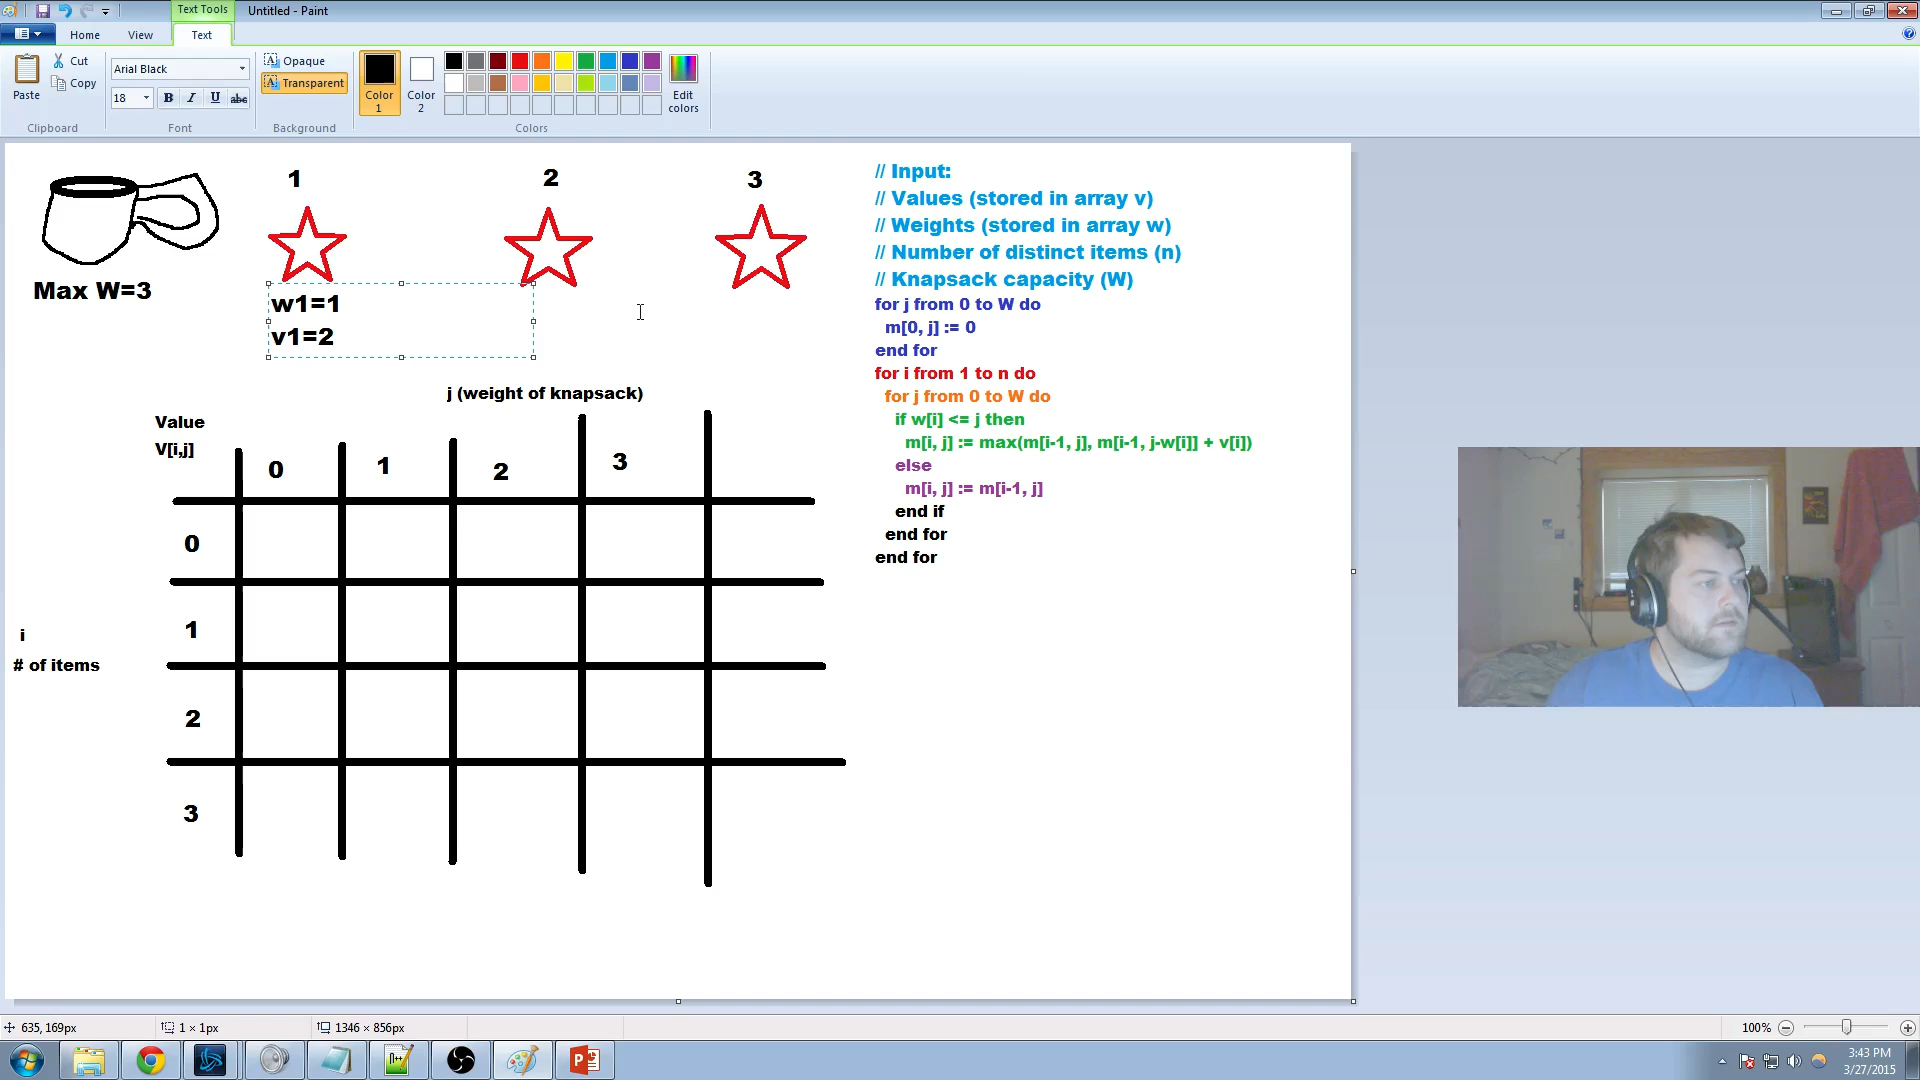 Text Tools
Untitled - Paint
Home
View
Text
Paste
Cut
Copy
Clipboard
Arial Black
18
B
I
U
abc
Font
Opaque
Transparent
Background
Color
1
Color
2
Edit
colors
Colors
Max W=3
1
2
3
w1=1
v1=2
j (weight of knapsack)
Value
V[i,j]
0
1
2
3
0
1
2
3
i
# of items
// Input:
// Values (stored in array v)
// Weights (stored in array w)
// Number of distinct items (n)
// Knapsack capacity (W)
for j from 0 to W do
m[0, j] := 0
end for
for i from 1 to n do
for j from 0 to W do
if w[i] <= j then
m[i, j] := max(m[i-1, j], m[i-1, j-w[i]] + v[i])
else
m[i, j] := m[i-1, j]
end if
end for
end for
635, 169px
1 × 1px
1346 × 856px
100%
3:43 PM
3/27/2015